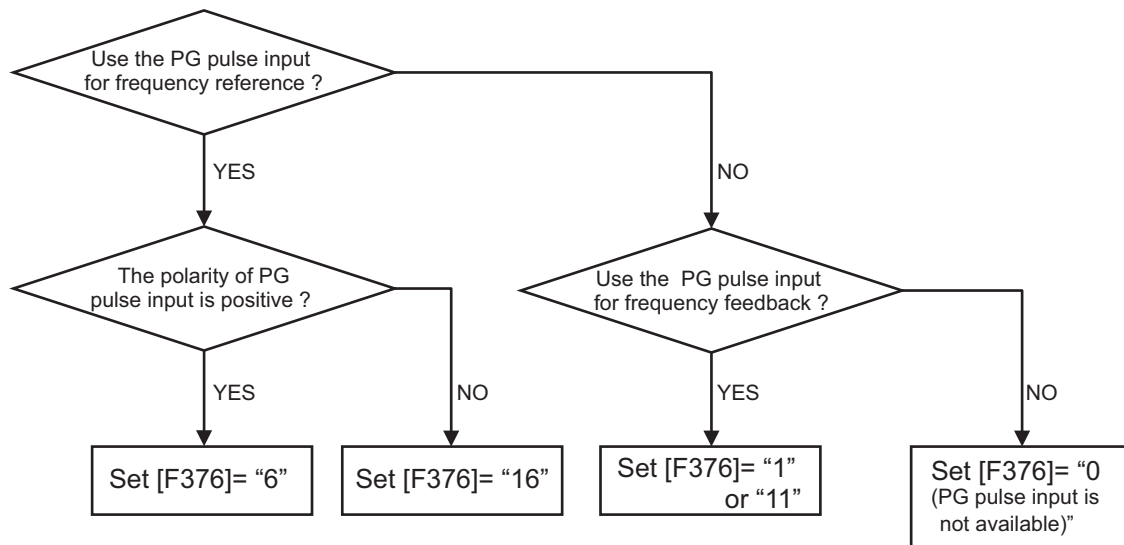 Use the PG pulse input
for frequency reference ?
YES
NO
The polarity of PG
pulse input is positive ?
Use the  PG pulse input
for frequency feedback ?
YES
NO
YES
NO
Set [F376]= “6”
Set [F376]= “16”
Set [F376]= “1”
or “11”
Set [F376]= “0
(PG pulse input is
not available)”